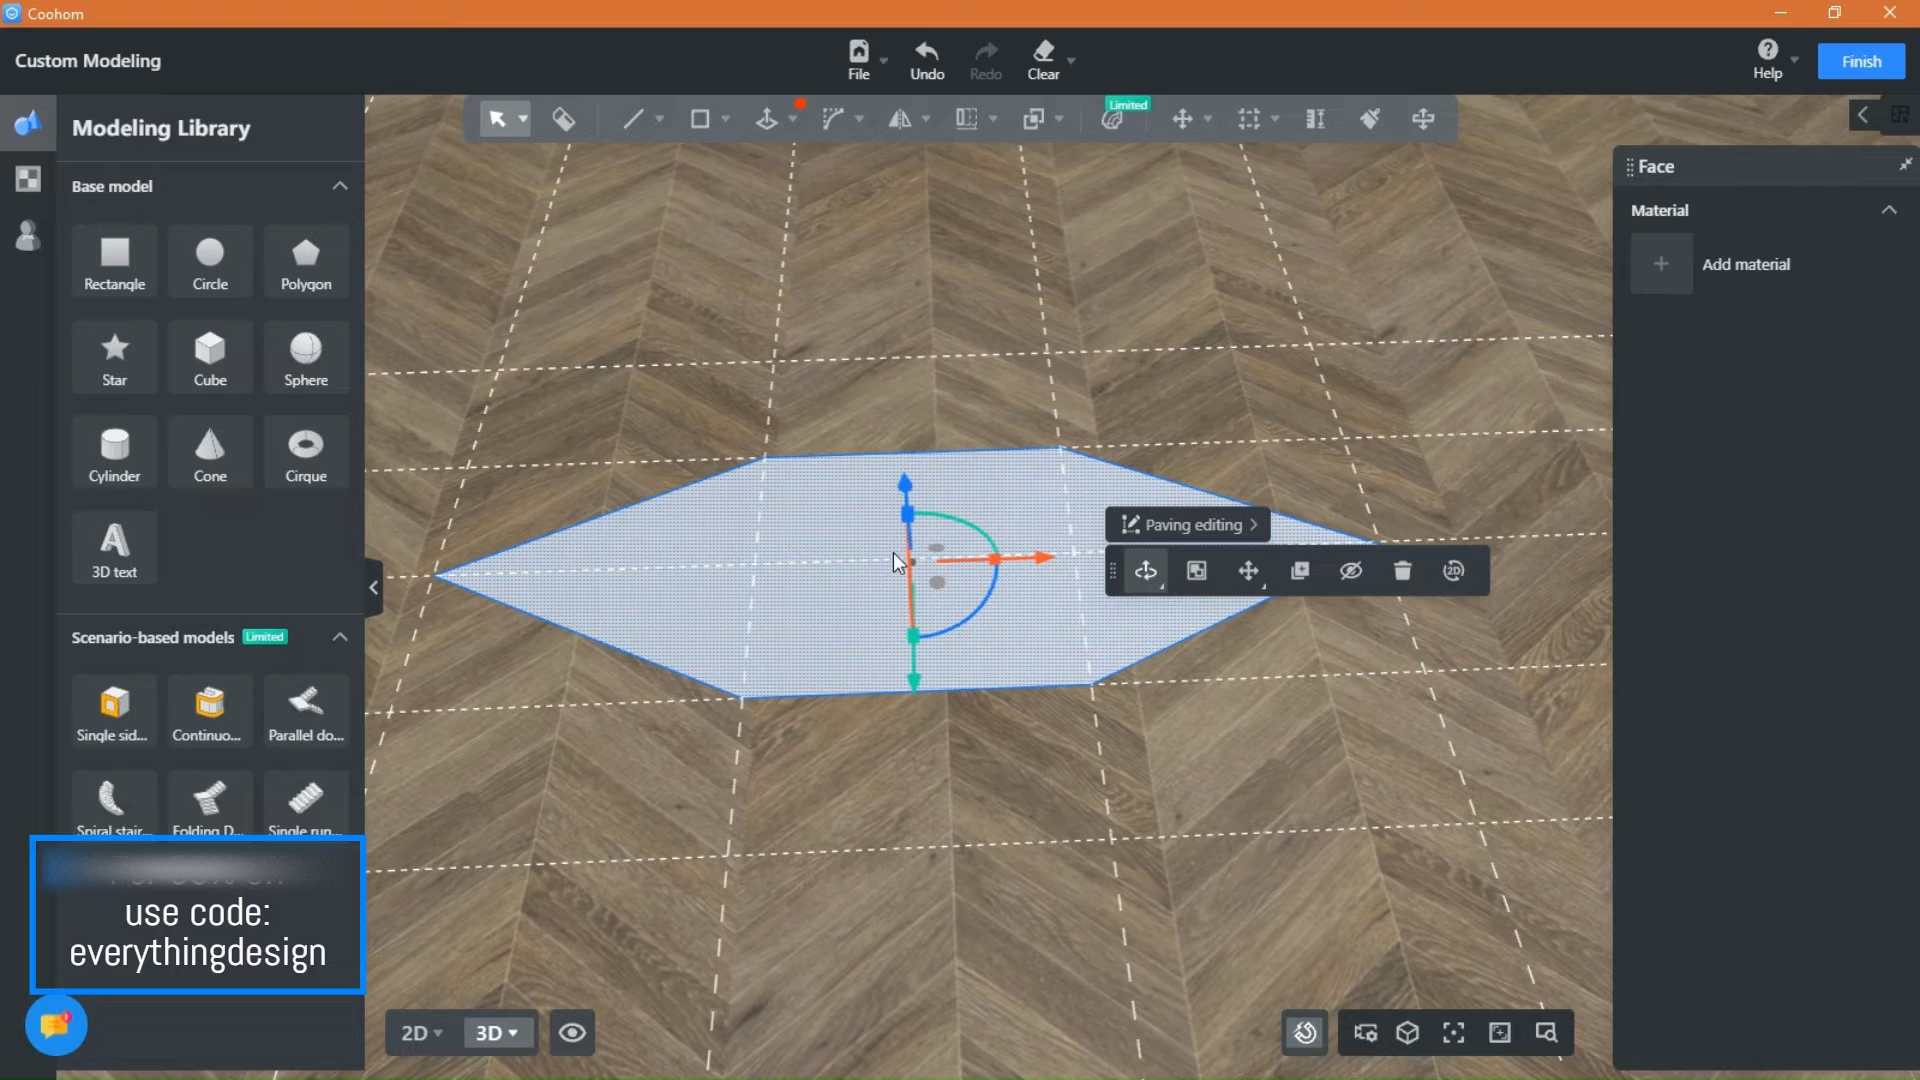 Coohom
Custom Modeling
File
Undo
Redo
Clear
Help
Finish
Modeling Library
Limited
Face
Base model
Material
Add material
Rectangle
Circle
Polygon
Star
Cube
Sphere
Cylinder
Cone
Cirque
3D text
Paving editing
2D
Scenario-based models
Limited
Single sid...
Continuo...
Parallel do...
Spiral stair...
Folding D...
Single run...
use code:
everythingdesign
2D
3D